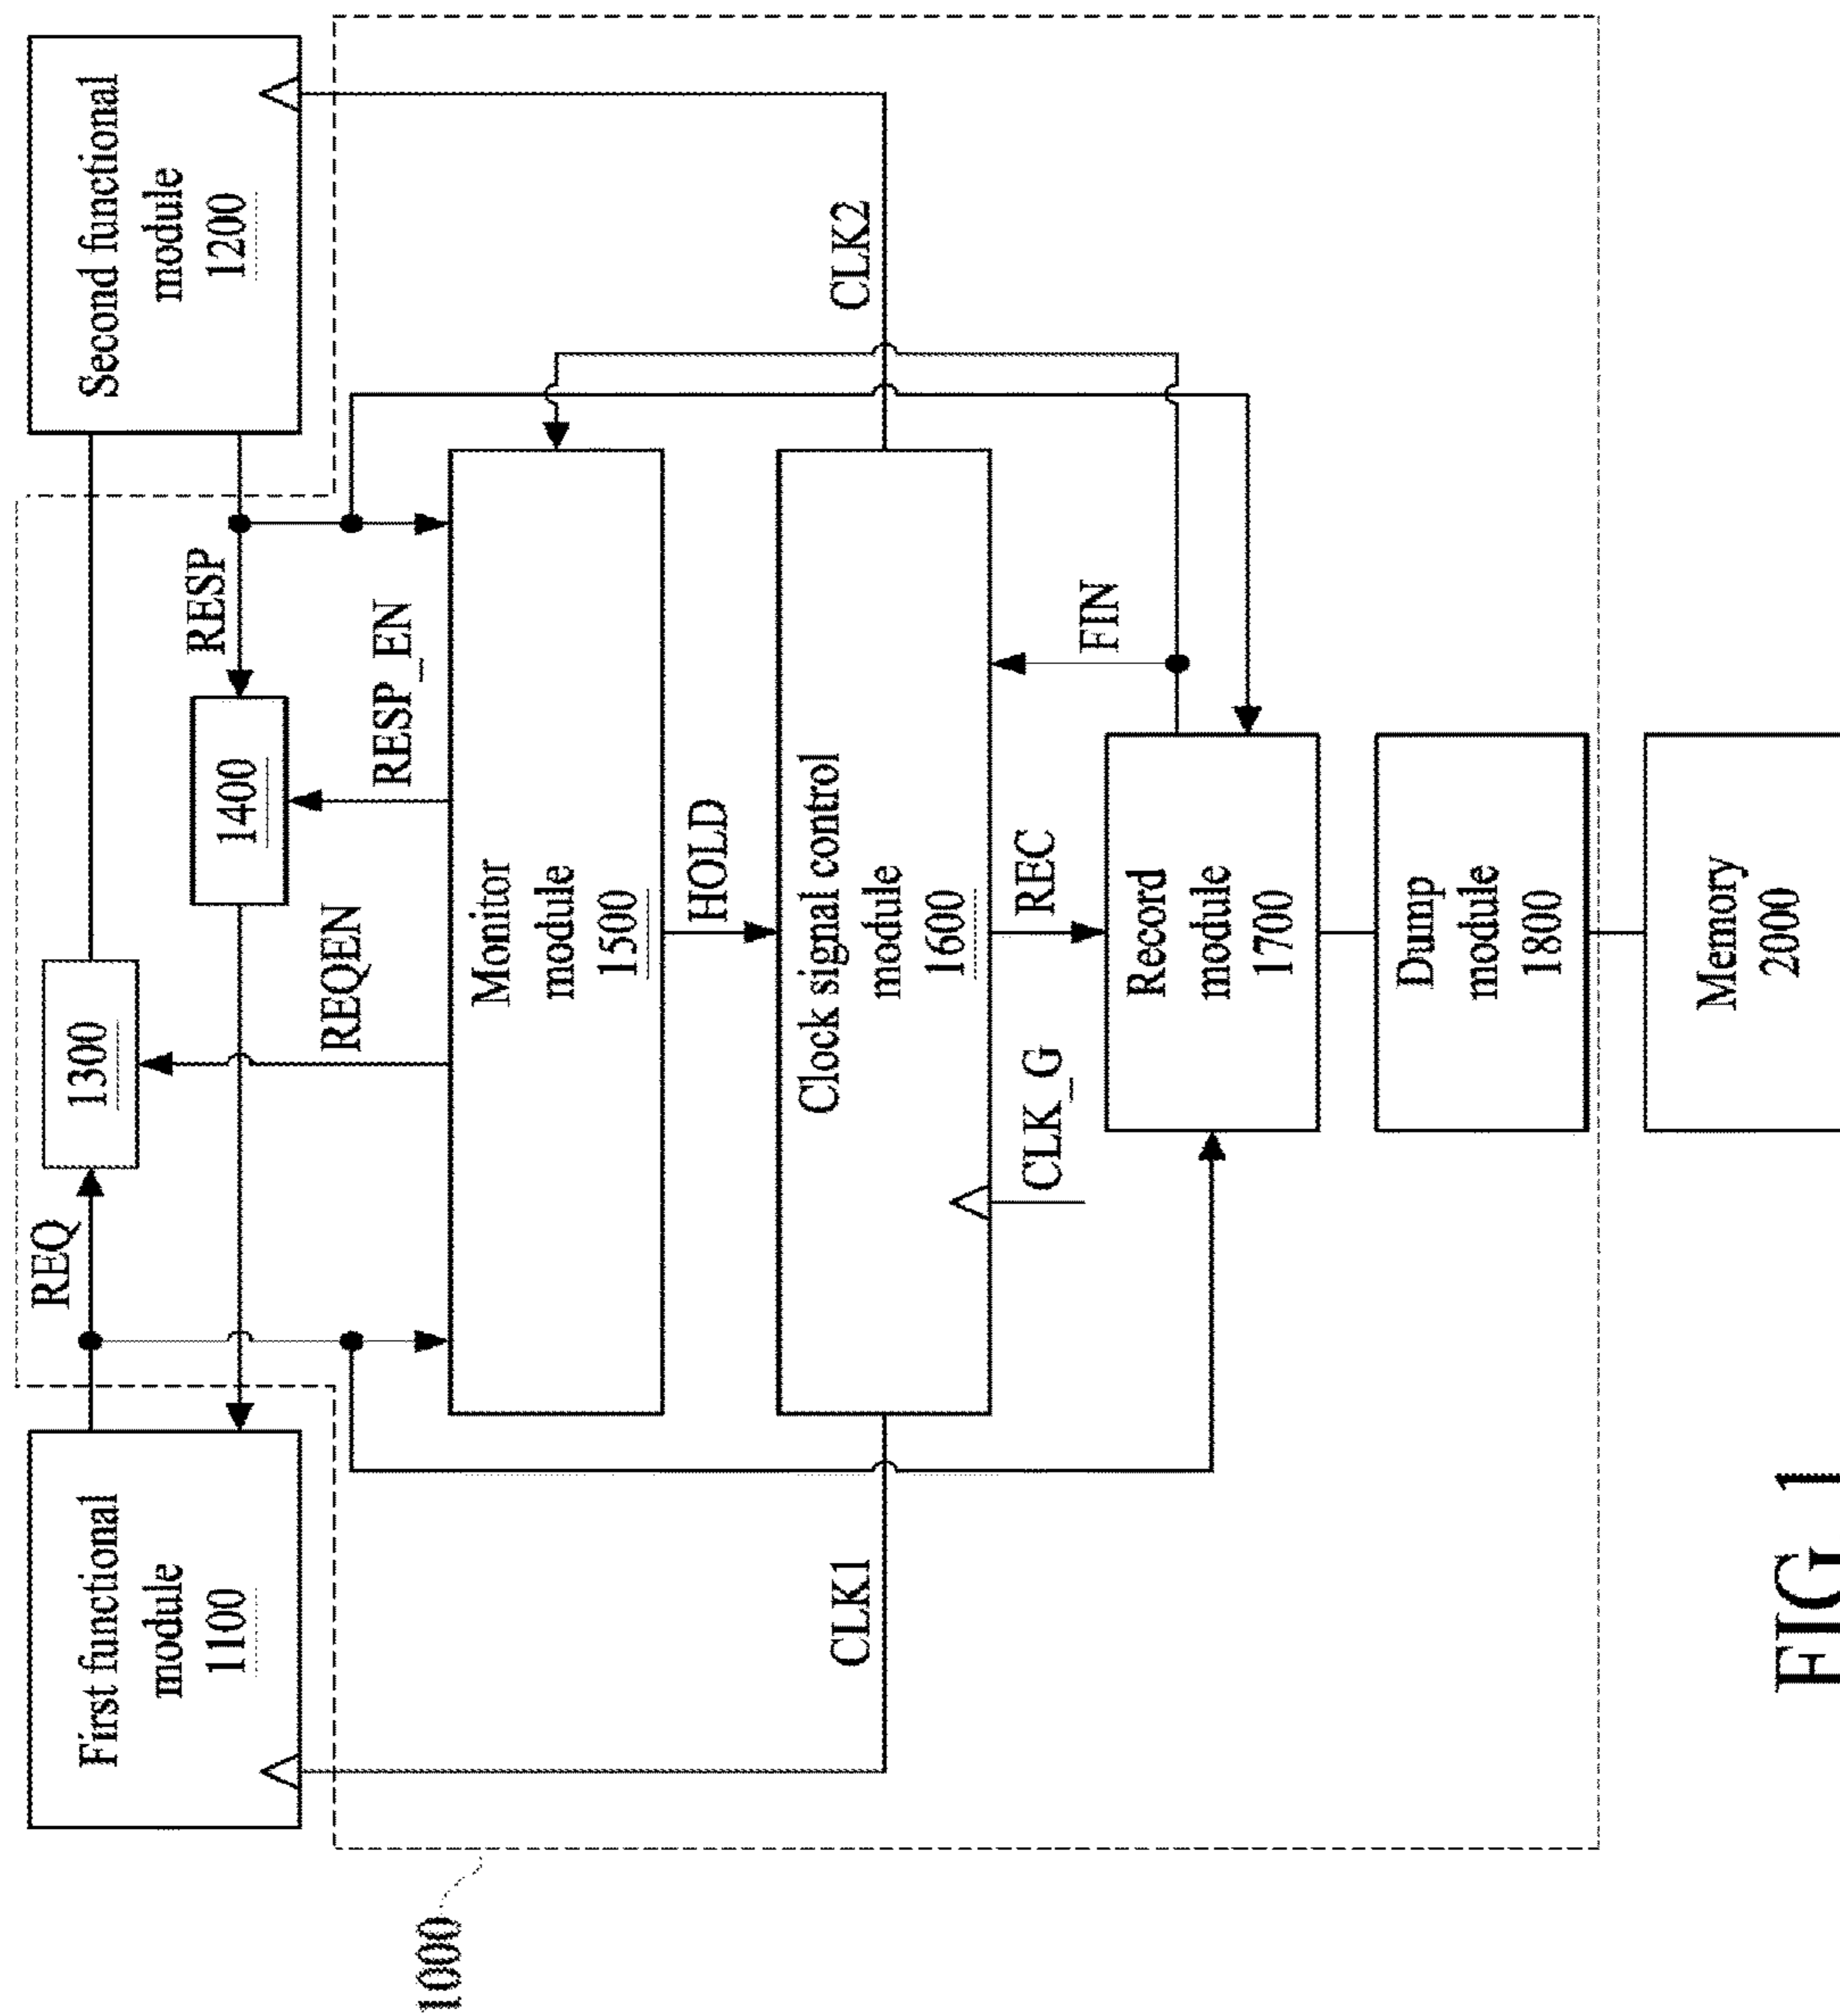 First functional
module
1100
REQ
1300
Second functional
module
1200
RESP
1400
REQEN
RESP_EN
1000
Monitor
module
1500
HOLD
CLK1
Clock signal control
module
1600
CLK2
CLK_G
REC
FIN
Record
module
1700
Dump
module
1800
Memory
2000
FIG. 1